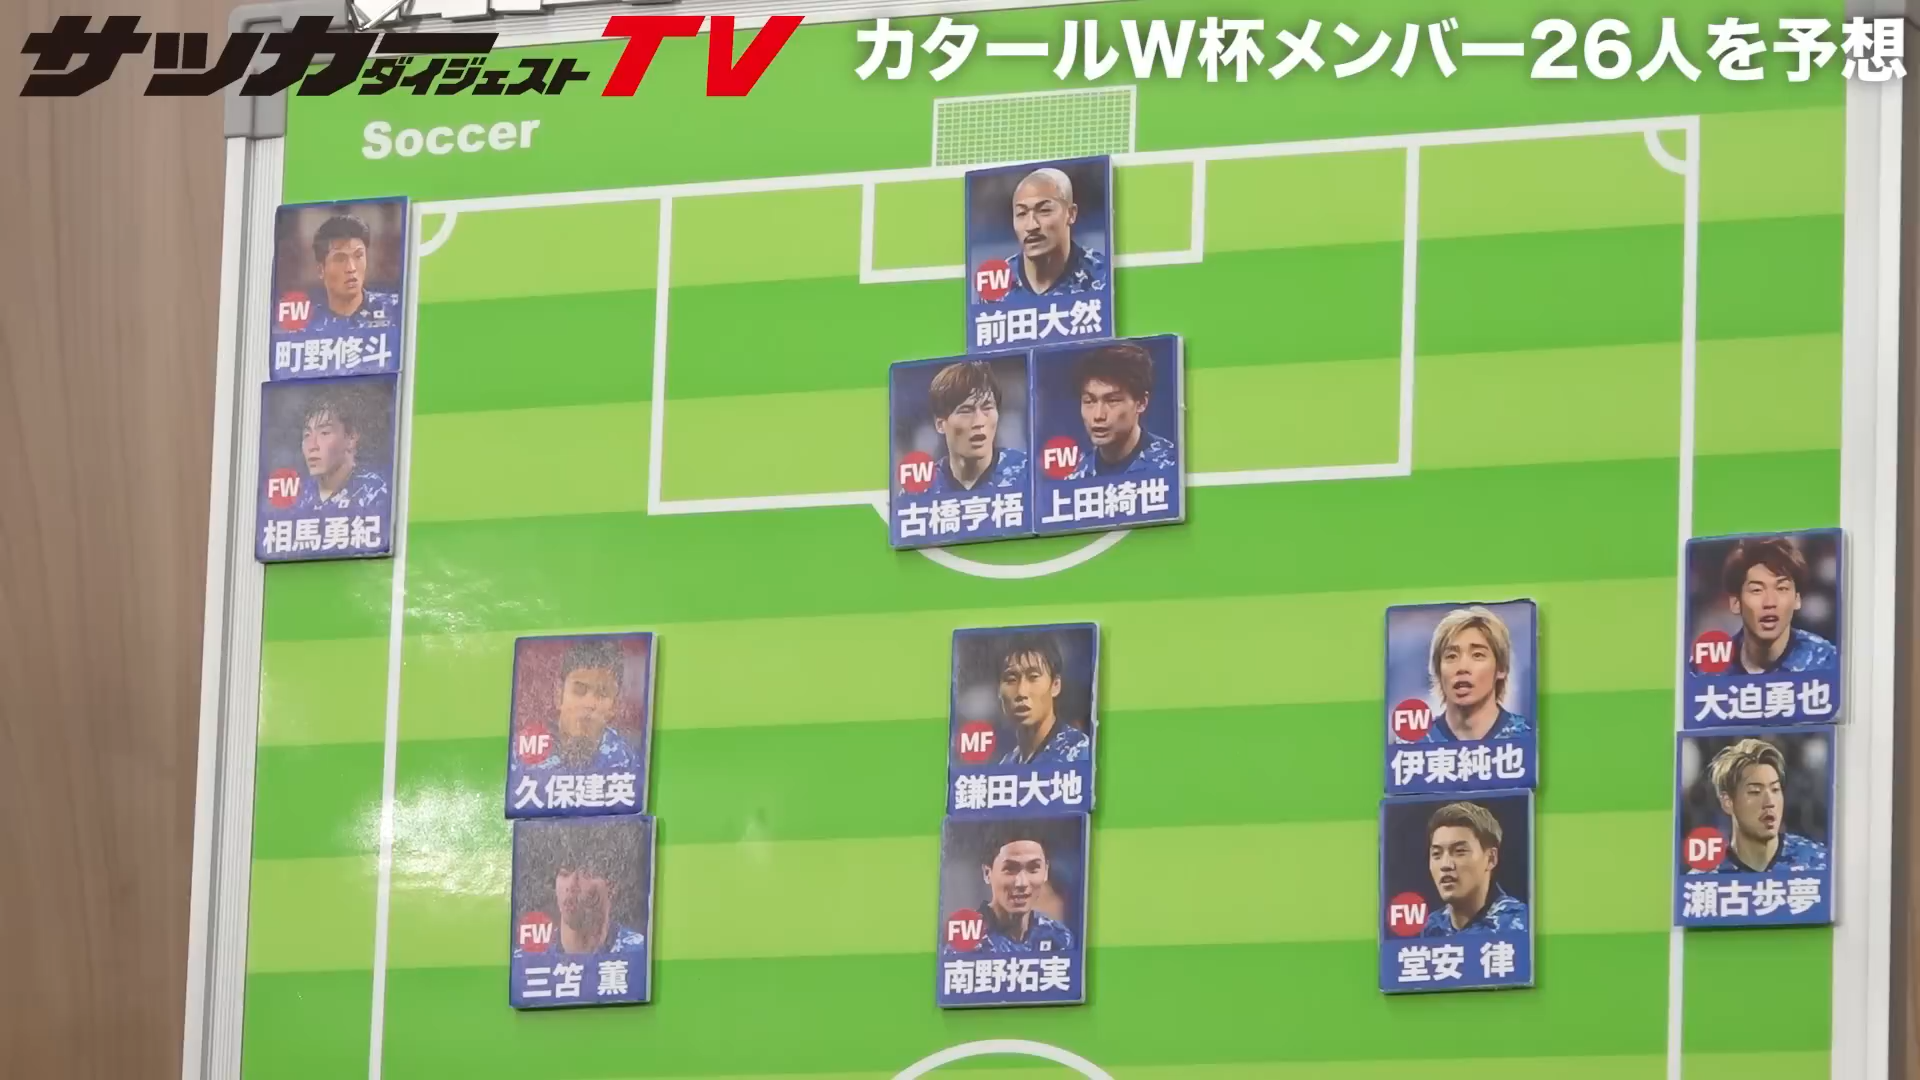 サッカーダイジェストTV
カタールW杯メンバー26人を予想
Soccer
FW
町野修斗
FW
相馬勇紀
FW
前田大然
FW
古橋亨梧
FW
上田綺世
MF
久保建英
FW
三笘 薫
MF
鎌田大地
FW
南野拓実
FW
伊東純也
FW
堂安 律
FW
大迫勇也
DF
瀬古歩夢